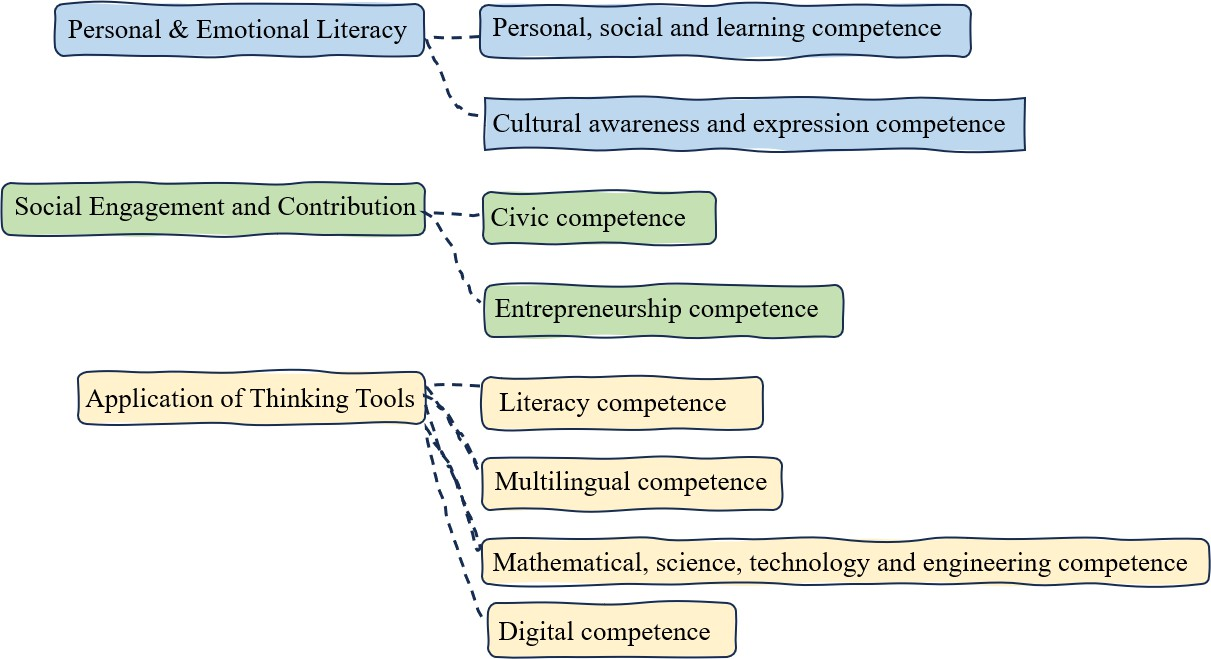 Personal & Emotional Literacy
Personal, social and learning competence
Cultural awareness and expression competence
Social Engagement and Contribution
Civic competence
Entrepreneurship competence
Application of Thinking Tools
Literacy competence
Multilingual competence
Mathematical, science, technology and engineering competence
Digital competence